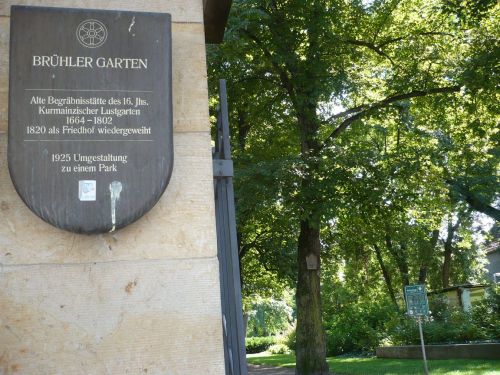 BRÜHLER GARTEN
Alte Begräbnisstätte des 16. Jhs.
Kurmainzischer Lustgarten
1664 – 1802
1820 als Friedhof wiedergeweiht
1925 Umgestaltung
zu einem Park